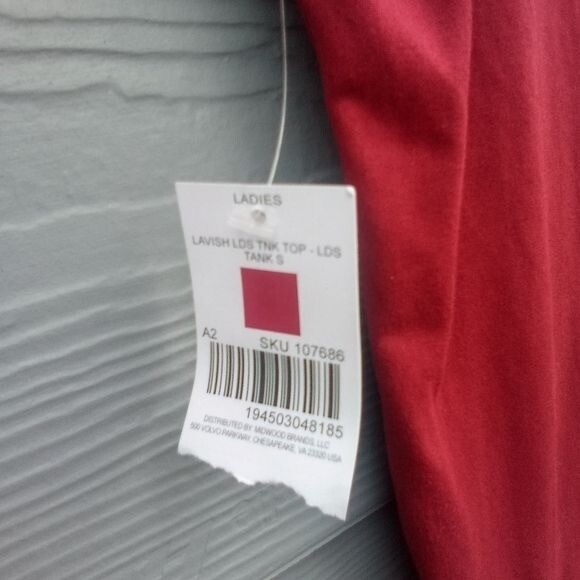 LADIES
LAVISH LDS TNK TOP - LDS
TANK S
A2
SKU 107686
194503048185
DISTRIBUTED BY MIDWOOD BRANDS, LLC
500 VOLVO PARKWAY, CHESAPEAKE, VA 23320 USA